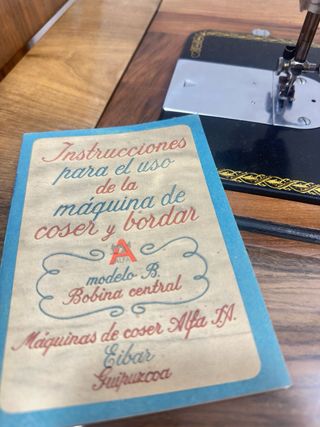 Instrucciones
para el uso
de la
máquina de
coser y bordar
A
modelo B.
Bobina central
Máquinas de coser Alfa S.A.
Eibar
Guipuzcoa